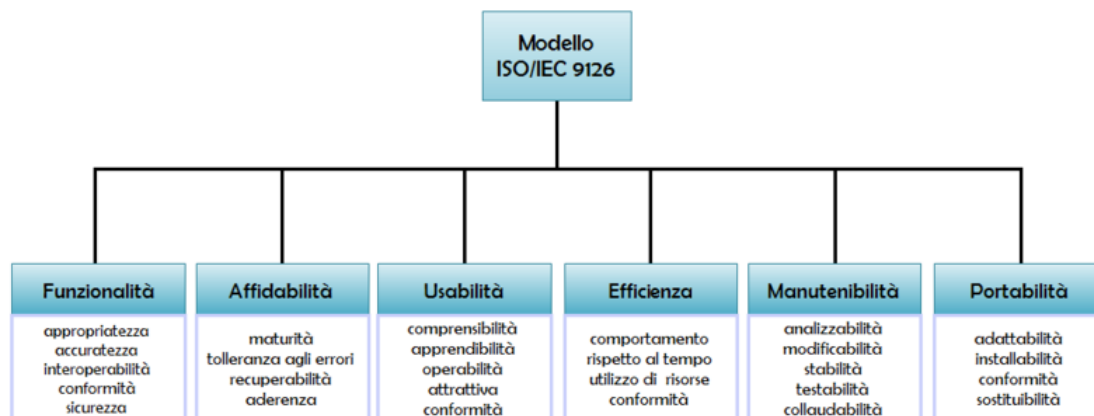 Modello
ISO/IEC 9126
Funzionalità
appropriatezza
accuratezza
interoperabilità
conformità
sicurezza
Affidabilità
maturità
tolleranza agli errori
recuperabilità
aderenza
Usabilità
comprensibilità
apprendibilità
operabilità
attrattiva
conformità
Efficienza
comportamento
rispetto al tempo
utilizzo di risorse
conformità
Manutenibilità
analizzabilità
modificabilità
stabilità
testabilità
collaudabilità
Portabilità
adattabilità
installabilità
conformità
sostituibilità